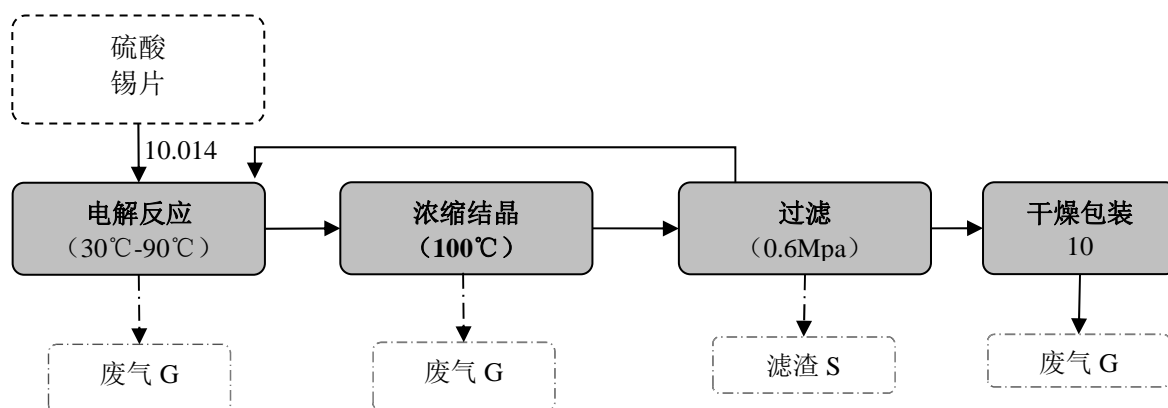 硫酸
锡片
10.014
电解反应
（30℃-90℃）
浓缩结晶
（100℃）
过滤
（0.6Mpa）
干燥包装
10
废气 G
废气 G
滤渣 S
废气 G